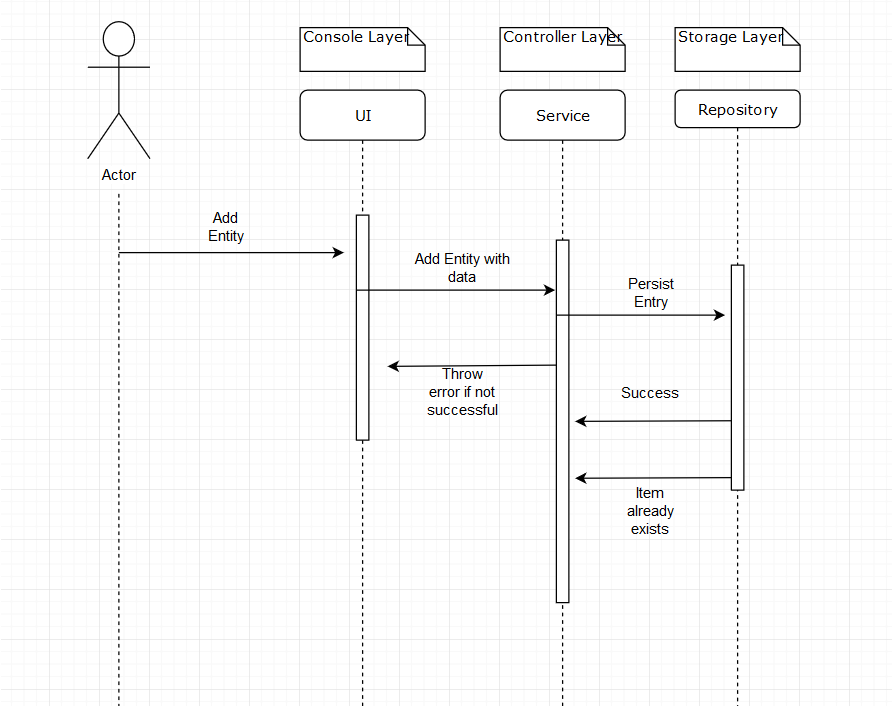 Console Layer
Controller Layer
Storage Layer
UI
Service
Repository
Actor
Add
Entity
Add Entity with
data
Persist
Entry
Throw
error if not
successful
Success
Item
already
exists